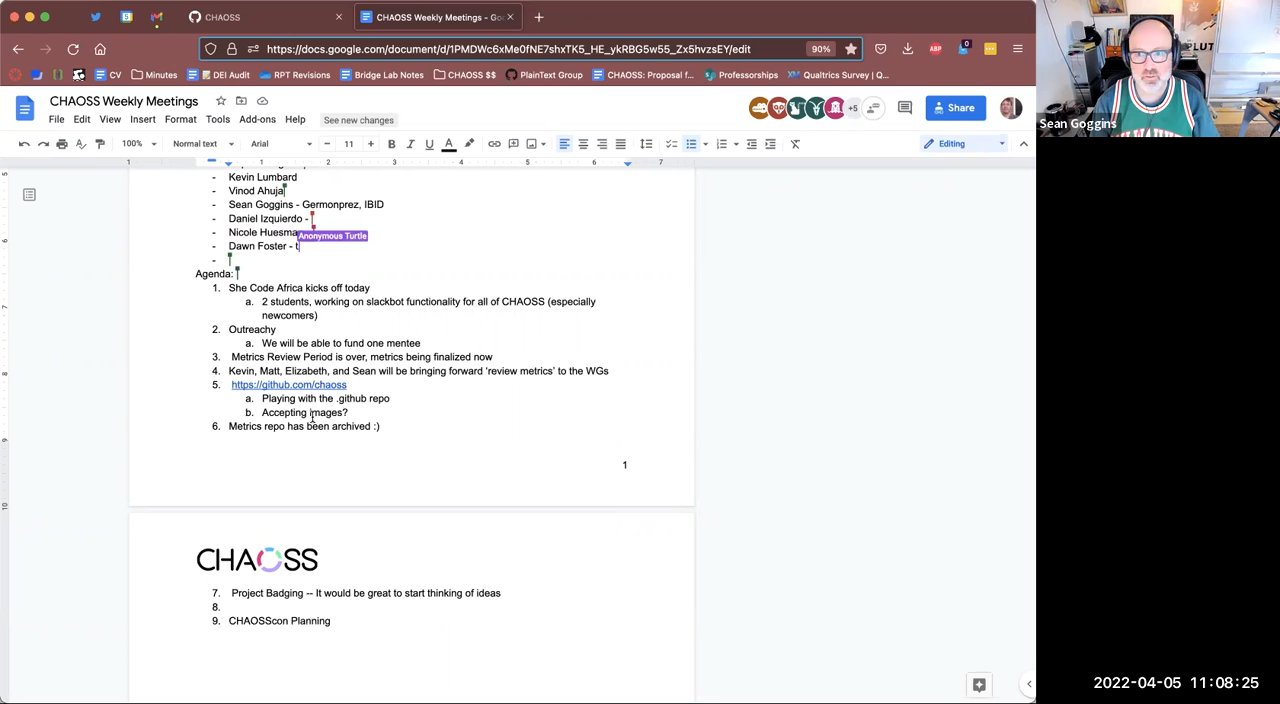 CHAOSS
CHAOSS Weekly Meetings - Goo
https://docs.google.com/document/d/1PMDWc6xMe0fNE7shxTK5_HE_ykRBG5w55_Zx5hvzsEY/edit
90%
CV
Minutes
DEI Audit
RPT Revisions
Bridge Lab Notes
CHAOSS $$
PlainText Group
CHAOSS: Proposal f...
Professorships
Qualtrics Survey | Q...
CHAOSS Weekly Meetings
File Edit View Insert Format Tools Add-ons Help See new changes
+5
Share
100% Normal text Arial 11 B I U A Editing
- Kevin Lumbard
- Vinod Ahuja
- Sean Goggins - Germonprez, IBID
- Daniel Izquierdo -
- Nicole Huesma
Anonymous Turtle
- Dawn Foster - t
-
Agenda:
1. She Code Africa kicks off today
a. 2 students, working on slackbot functionality for all of CHAOSS (especially
newcomers)
2. Outreachy
a. We will be able to fund one mentee
3. Metrics Review Period is over, metrics being finalized now
4. Kevin, Matt, Elizabeth, and Sean will be bringing forward ‘review metrics’ to the WGs
5. https://github.com/chaoss
a. Playing with the .github repo
b. Accepting images?
6. Metrics repo has been archived :)
1
CHAOSS
7. Project Badging -- It would be great to start thinking of ideas
8.
9. CHAOSScon Planning
Sean Goggins
2022-04-05 11:08:25